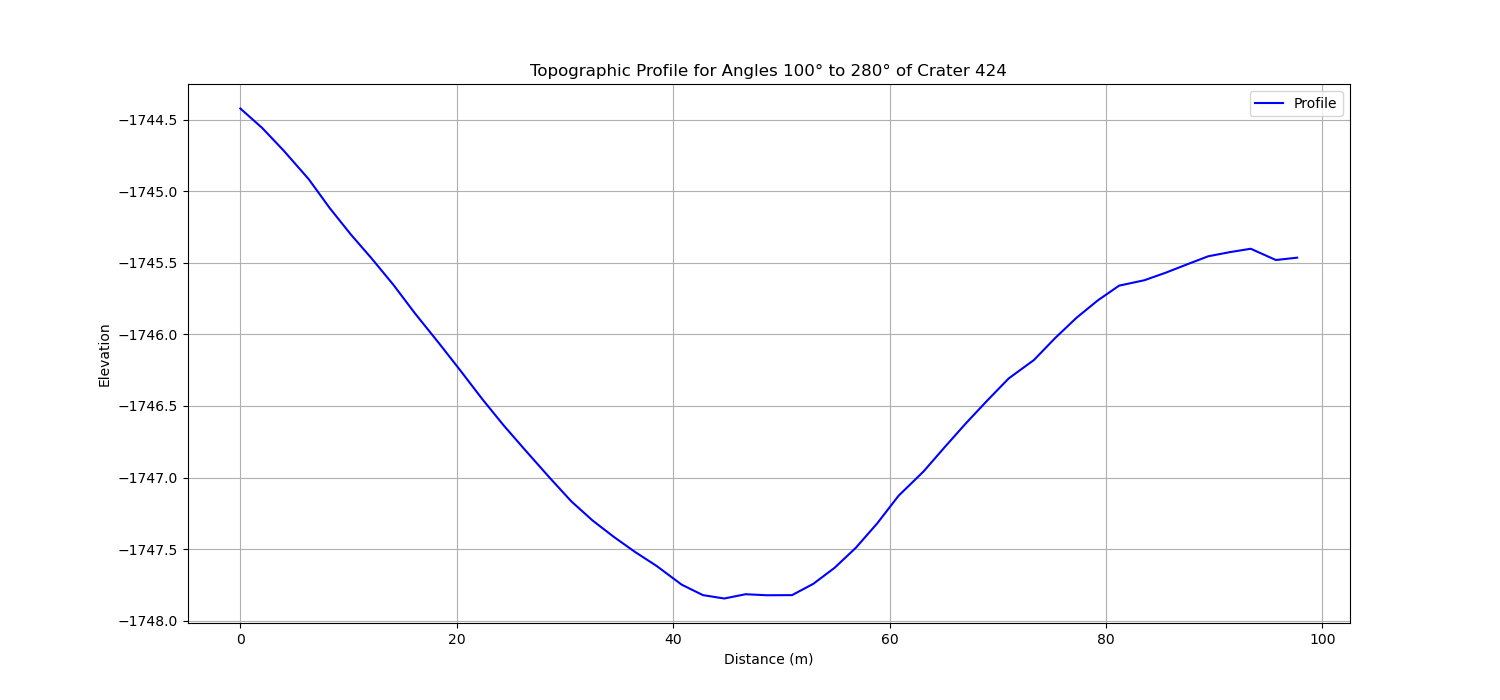 Topographic Profile for Angles 100° to 280° of Crater 424
Profile
−1744.5
−1745.0
−1745.5
−1746.0
−1746.5
−1747.0
−1747.5
−1748.0
Elevation
0 20 40 60 80 100
Distance (m)